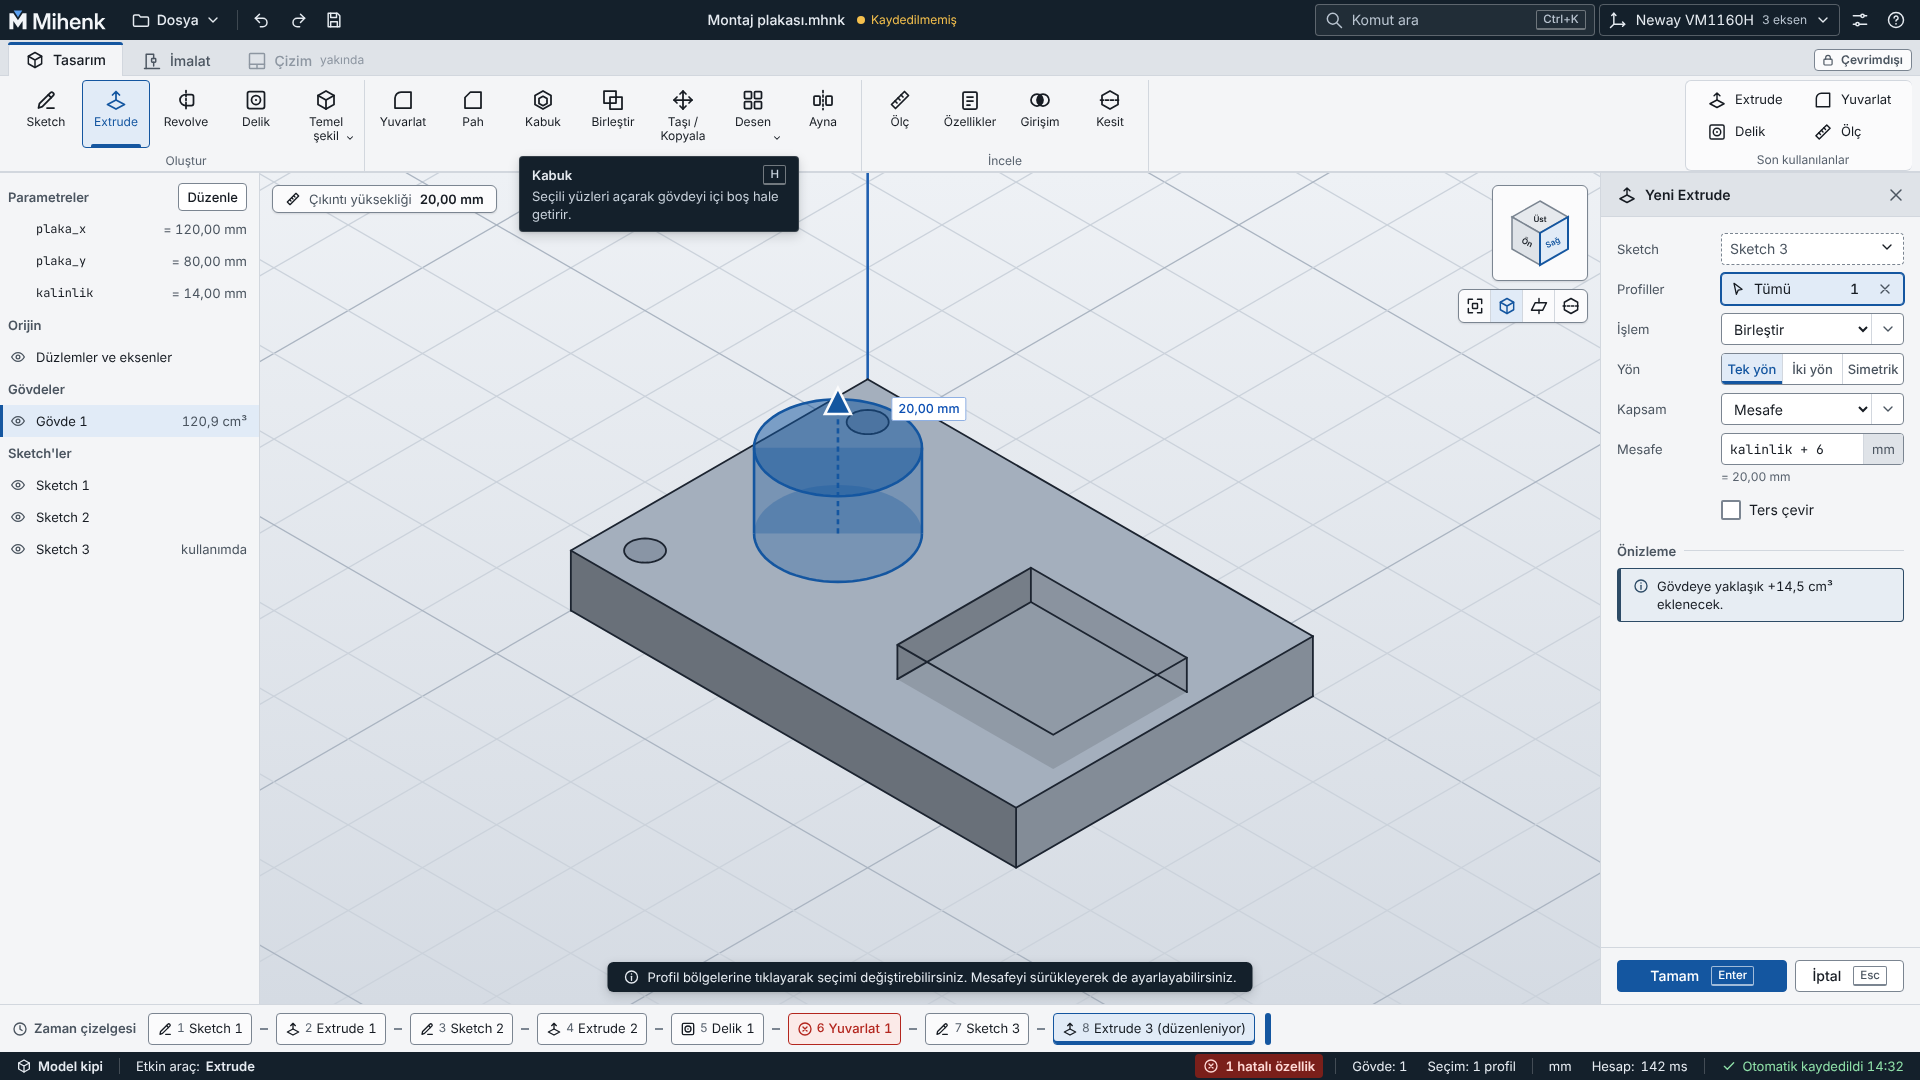 Mihenk
Dosya
Montaj plakası.mhnk
Kaydedilmemiş
Komut ara
Ctrl+K
Neway VM1160H
3 eksen
Tasarım
İmalat
Çizim
yakında
Çevrimdışı
Sketch
Extrude
Revolve
Delik
Temel
şekil
Oluştur
Yuvarlat
Pah
Kabuk
Birleştir
Taşı /
Kopyala
Desen
Ayna
Ölç
Özellikler
Girişim
Kesit
İncele
Extrude
Yuvarlat
Delik
Ölç
Son kullanılanlar
Kabuk
H
Seçili yüzleri açarak gövdeyi içi boş hale
getirir.
Parametreler
Düzenle
plaka_x
= 120,00 mm
plaka_y
= 80,00 mm
kalinlik
= 14,00 mm
Orijin
Düzlemler ve eksenler
Gövdeler
Gövde 1
120,9 cm³
Sketch'ler
Sketch 1
Sketch 2
Sketch 3
kullanımda
Çıkıntı yüksekliği
20,00 mm
20,00 mm
Üst
Ön
Sağ
Yeni Extrude
Sketch
Sketch 3
Profiller
Tümü
1
İşlem
Birleştir
Yön
Tek yön
İki yön
Simetrik
Kapsam
Mesafe
Mesafe
kalinlik + 6
mm
= 20,00 mm
Ters çevir
Önizleme
Gövdeye yaklaşık +14,5 cm³
eklenecek.
Tamam
Enter
İptal
Esc
Profil bölgelerine tıklayarak seçimi değiştirebilirsiniz. Mesafeyi sürükleyerek de ayarlayabilirsiniz.
Zaman çizelgesi
1 Sketch 1
2 Extrude 1
3 Sketch 2
4 Extrude 2
5 Delik 1
6 Yuvarlat 1
7 Sketch 3
8 Extrude 3 (düzenleniyor)
Model kipi
Etkin araç: Extrude
1 hatalı özellik
Gövde: 1
Seçim: 1 profil
mm
Hesap: 142 ms
Otomatik kaydedildi 14:32